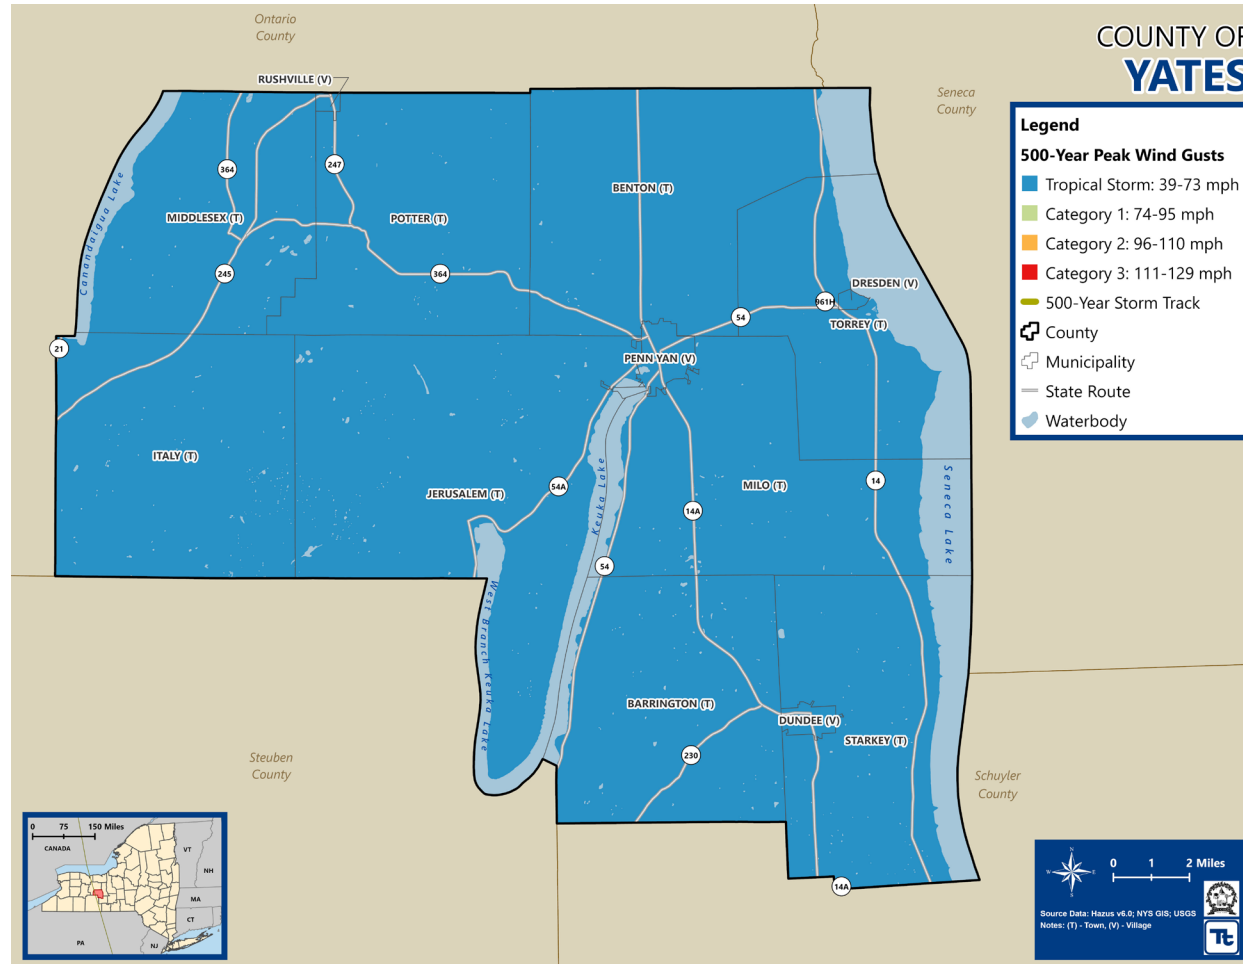 Ontario
County
COUNTY OF
YATES
RUSHVILLE (V)
Seneca
County
Legend
500-Year Peak Wind Gusts
Tropical Storm: 39-73 mph
Category 1: 74-95 mph
Category 2: 96-110 mph
Category 3: 111-129 mph
500-Year Storm Track
County
Municipality
State Route
Waterbody
364
247
Canandaigua Lake
MIDDLESEX (T)
POTTER (T)
BENTON (T)
245
364
DRESDEN (V)
961H
54
TORREY (T)
21
PENN YAN (V)
ITALY (T)
JERUSALEM (T)
54A
Keuka Lake
MILO (T)
14
14A
Seneca Lake
54
West Branch Keuka Lake
BARRINGTON (T)
DUNDEE (V)
STARKEY (T)
230
Steuben
County
Schuyler
County
14A
0 75 150 Miles
CANADA
VT
NH
MA
CT
PA
NJ
N
W
E
S
0 1 2 Miles
Source Data: Hazus v6.0; NYS GIS; USGS
Notes: (T) - Town, (V) - Village
Tt